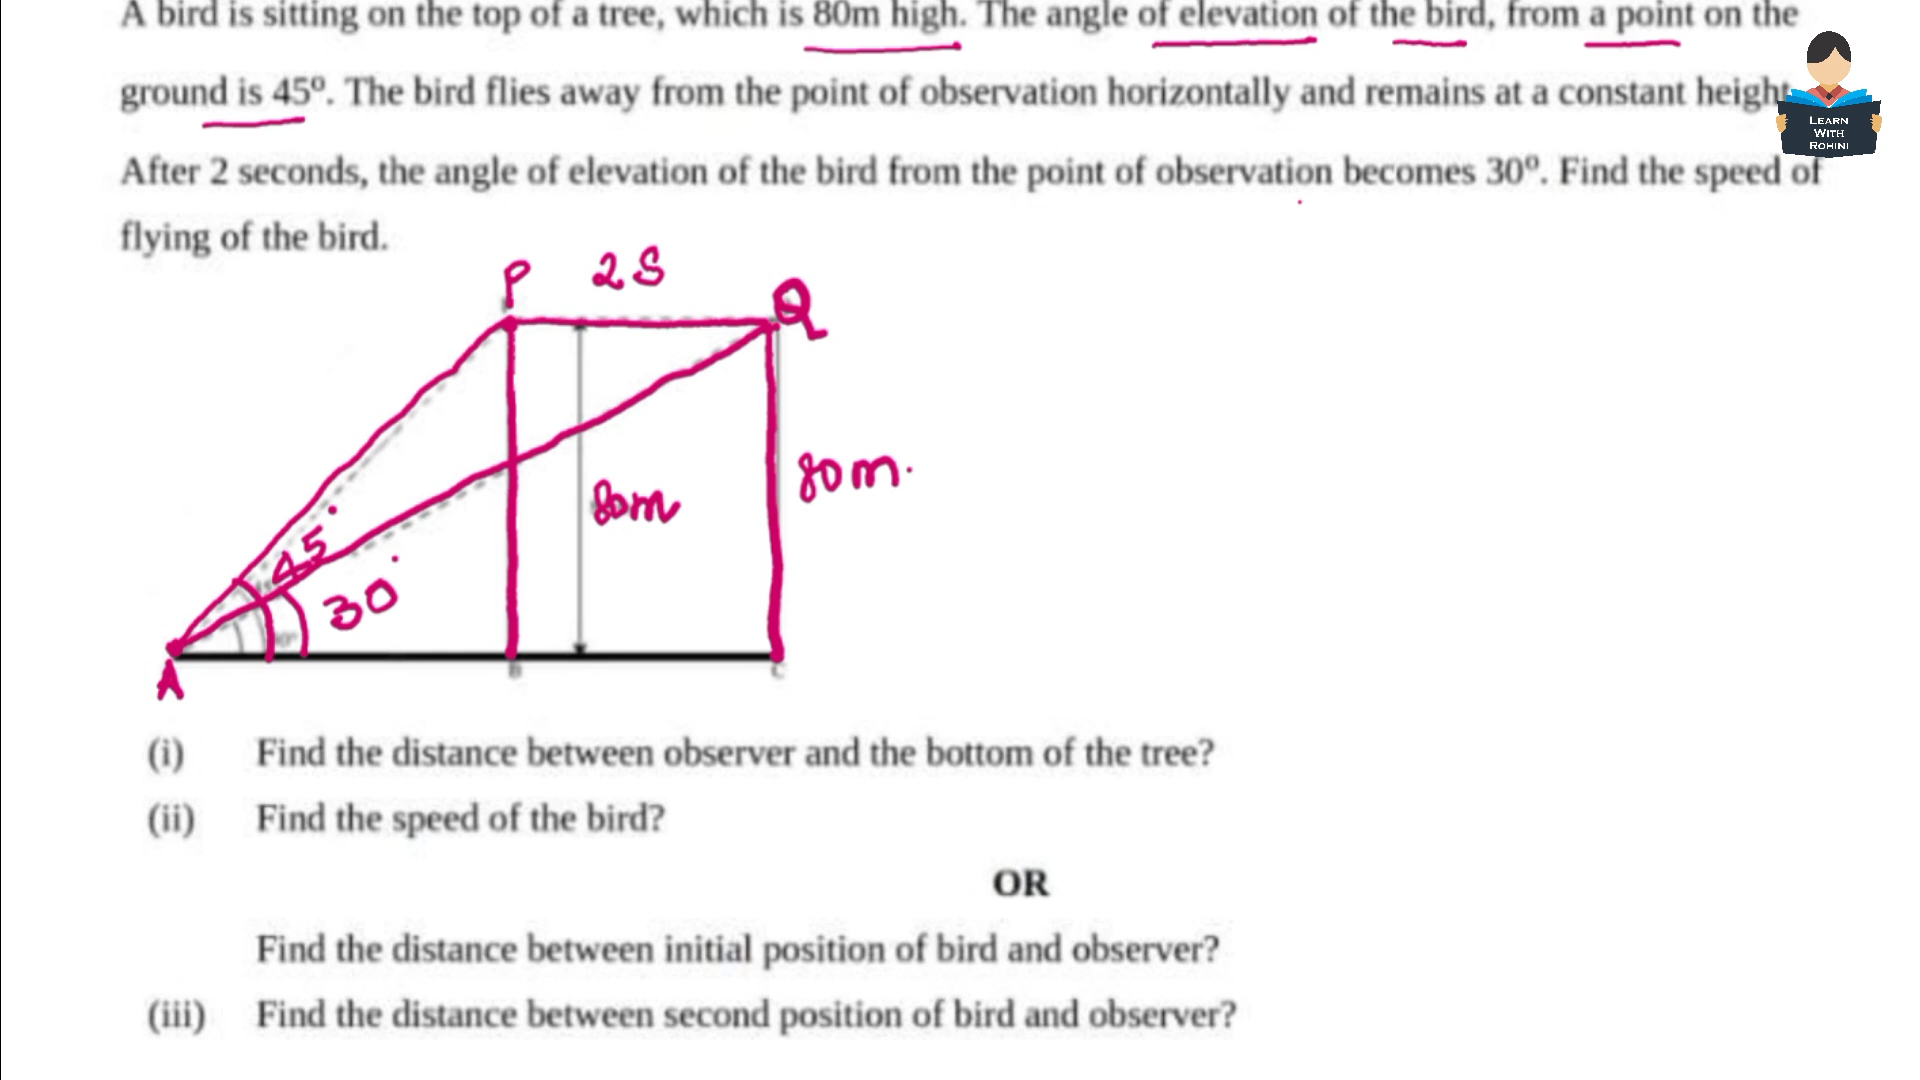 A bird is sitting on the top of a tree, which is 80m high. The angle of elevation of the bird, from a point on the
ground is 45º. The bird flies away from the point of observation horizontally and remains at a constant height.
LEARN
WITH
ROHINI
After 2 seconds, the angle of elevation of the bird from the point of observation becomes 30º. Find the speed of
flying of the bird.
P 2S Q
80m 80m.
45°
30°
A B C
(i) Find the distance between observer and the bottom of the tree?
(ii) Find the speed of the bird?
OR
Find the distance between initial position of bird and observer?
(iii) Find the distance between second position of bird and observer?